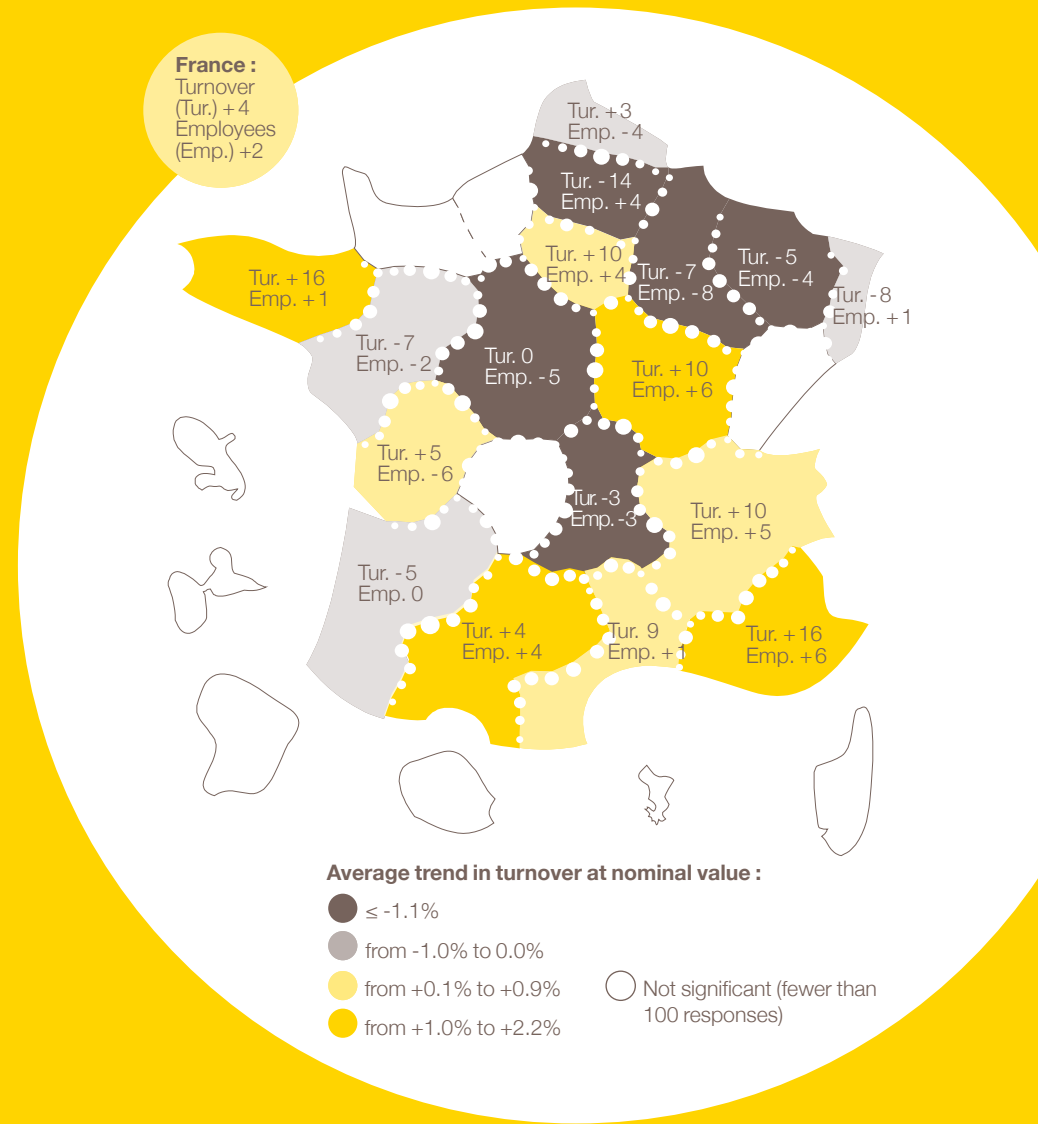 France :
Turnover
(Tur.) +4
Employees
(Emp.) +2
Tur. +3
Emp. -4
Tur. -14
Emp. +4
Tur. +10
Emp. +4
Tur. -7
Emp. -8
Tur. -5
Emp. -4
Tur. -8
Emp. +1
Tur. +16
Emp. +1
Tur. -7
Emp. -2
Tur. 0
Emp. -5
Tur. +10
Emp. +6
Tur. +5
Emp. -6
Tur. -3
Emp. -3
Tur. +10
Emp. +5
Tur. -5
Emp. 0
Tur. +4
Emp. +4
Tur. 9
Emp. +1
Tur. +16
Emp. +6
Average trend in turnover at nominal value :
≤ -1.1%
from -1.0% to 0.0%
from +0.1% to +0.9%
from +1.0% to +2.2%
Not significant (fewer than
100 responses)